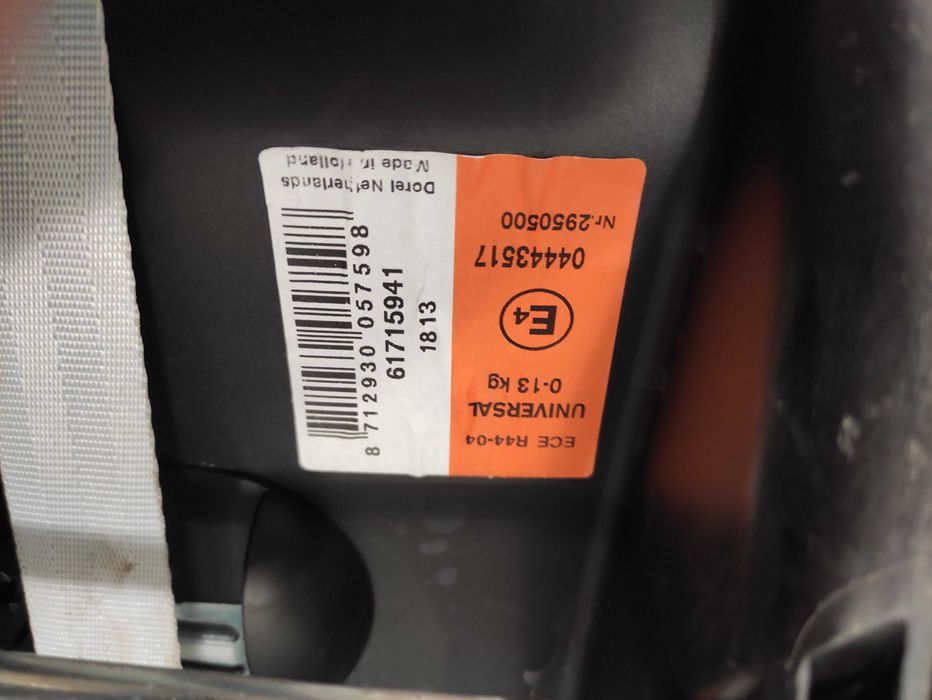 ECE R44-04
UNIVERSAL
0-13 kg
E4
04443517
Nr.2950500
Dorel Netherlands
Made in Holland
8 712930 057598
61715941
1813